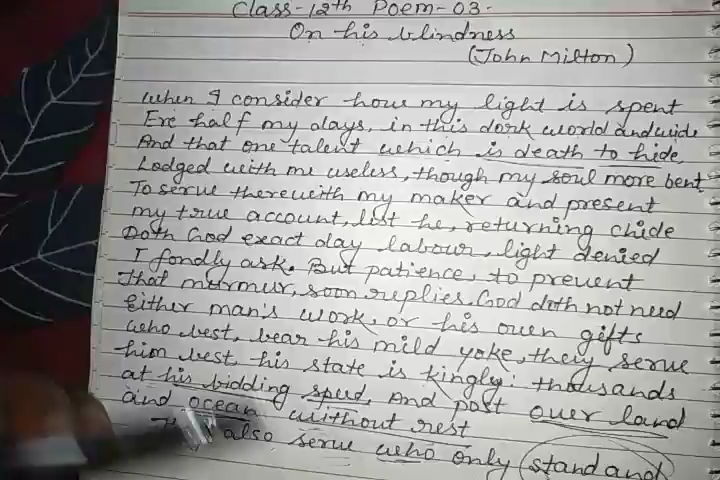 Class-12th Poem-03.
On his blindness
(John Milton)
when I consider how my light is spent
Ere half my days, in this dork world and wide
And that one talent which is death to hide
Lodged with me useless, though my soul more bent
To serve therewith my maker and present
my true account, list he, returning chide
Doth God exact day labour, light denied
I fondly ask. But patience, to prevent
that murmur, soon replies. God doth not need
Either man's work, or his own gifts
who best, bear his mild yoke, they serve
him best, his state is kingly: thousands
at his bidding speed, And post over land
and ocean without rest
also serve who only stand and